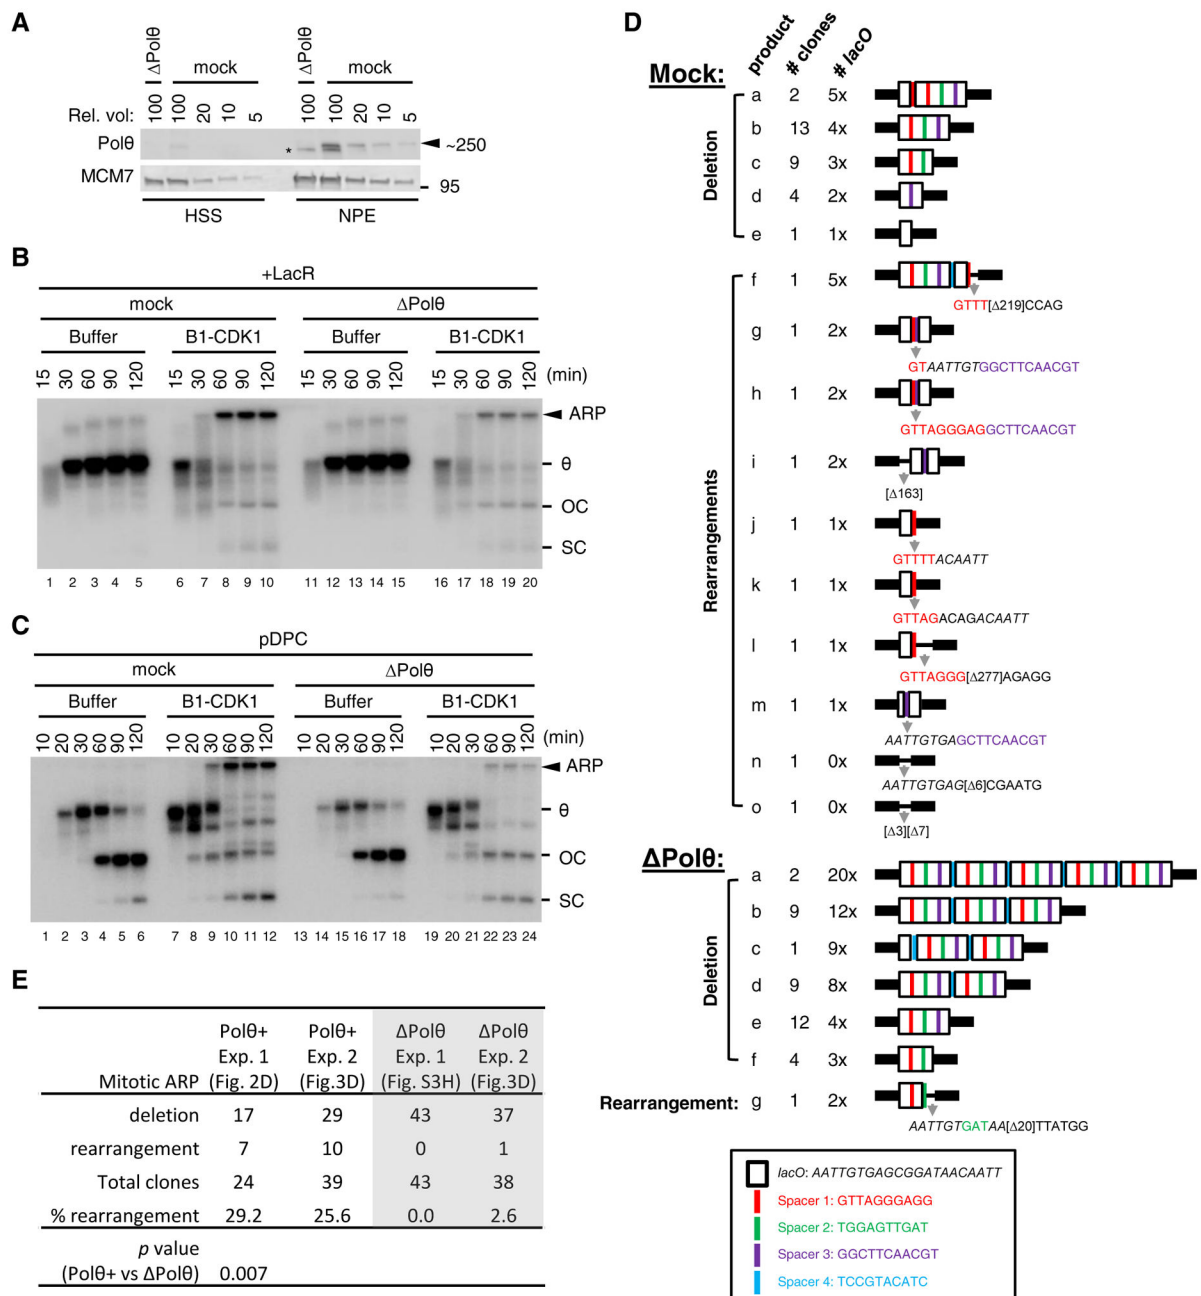 A
ΔPolθ mock ΔPolθ mock
Rel. vol: 100 100 20 10 5 100 100 20 10 5
Polθ * ~250
MCM7 95
HSS NPE
B
+LacR
mock ΔPolθ
Buffer B1-CDK1 Buffer B1-CDK1
15 30 60 90 120 15 30 60 90 120 15 30 60 90 120 15 30 60 90 120 (min)
ARP
θ
OC
SC
1 2 3 4 5 6 7 8 9 10 11 12 13 14 15 16 17 18 19 20
C
pDPC
mock ΔPolθ
Buffer B1-CDK1 Buffer B1-CDK1
10 20 30 60 90 120 10 20 30 60 90 120 10 20 30 60 90 120 10 20 30 60 90 120 (min)
ARP
θ
OC
SC
1 2 3 4 5 6 7 8 9 10 11 12 13 14 15 16 17 18 19 20 21 22 23 24
E
Polθ+ Polθ+ ΔPolθ ΔPolθ
Exp. 1 Exp. 2 Exp. 1 Exp. 2
Mitotic ARP (Fig. 2D) (Fig.3D) (Fig. S3H) (Fig.3D)
deletion 17 29 43 37
rearrangement 7 10 0 1
Total clones 24 39 43 38
% rearrangement 29.2 25.6 0.0 2.6
p value
(Polθ+ vs ΔPolθ) 0.007
D
product # clones # lacO
Mock:
Deletion
a 2 5x
b 13 4x
c 9 3x
d 4 2x
e 1 1x
Rearrangements
f 1 5x
GTTT[Δ219]CCAG
g 1 2x
GTAATTGTGGCTTCAACGT
h 1 2x
GTTAGGGAGGCTTCAACGT
i 1 2x
[Δ163]
j 1 1x
GTTTTACAATT
k 1 1x
GTTAGACAGACAATT
l 1 1x
GTTAGGG[Δ277]AGAGG
m 1 1x
AATTGTGAGCTTCAACGT
n 1 0x
AATTGTGAG[Δ6]CGAATG
o 1 0x
[Δ3][Δ7]
ΔPolθ:
Deletion
a 2 20x
b 9 12x
c 1 9x
d 9 8x
e 12 4x
f 4 3x
Rearrangement: g 1 2x
AATTGTGATAA[Δ20]TTATGG
lacO: AATTGTGAGCGGATAACAATT
Spacer 1: GTTAGGGAGG
Spacer 2: TGGAGTTGAT
Spacer 3: GGCTTCAACGT
Spacer 4: TCCGTACATC